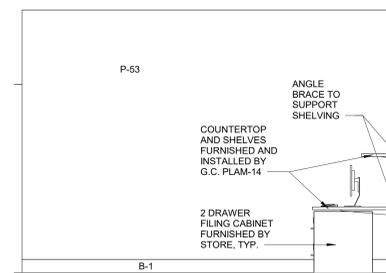 P-53
ANGLE
BRACE TO
SUPPORT
SHELVING
COUNTERTOP
AND SHELVES
FURNISHED AND
INSTALLED BY
G.C. PLAM-14
2 DRAWER
FILING CABINET
FURNISHED BY
STORE, TYP.
B-1